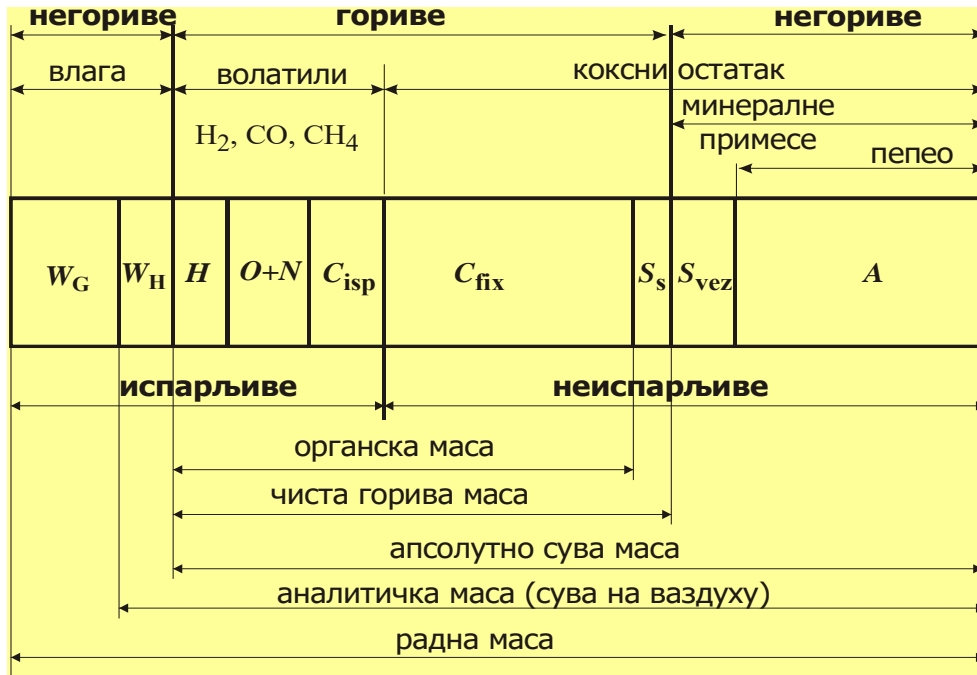 негориве гориве негориве
влага волатили коксни остатак
H2, CO, CH4 минералне
примесе
пепео
WG WH H O+N Cisp Cfix Ss Svez A
испарљиве неиспарљиве
органска маса
чиста горива маса
апсолутно сува маса
аналитичка маса (сува на ваздуху)
радна маса